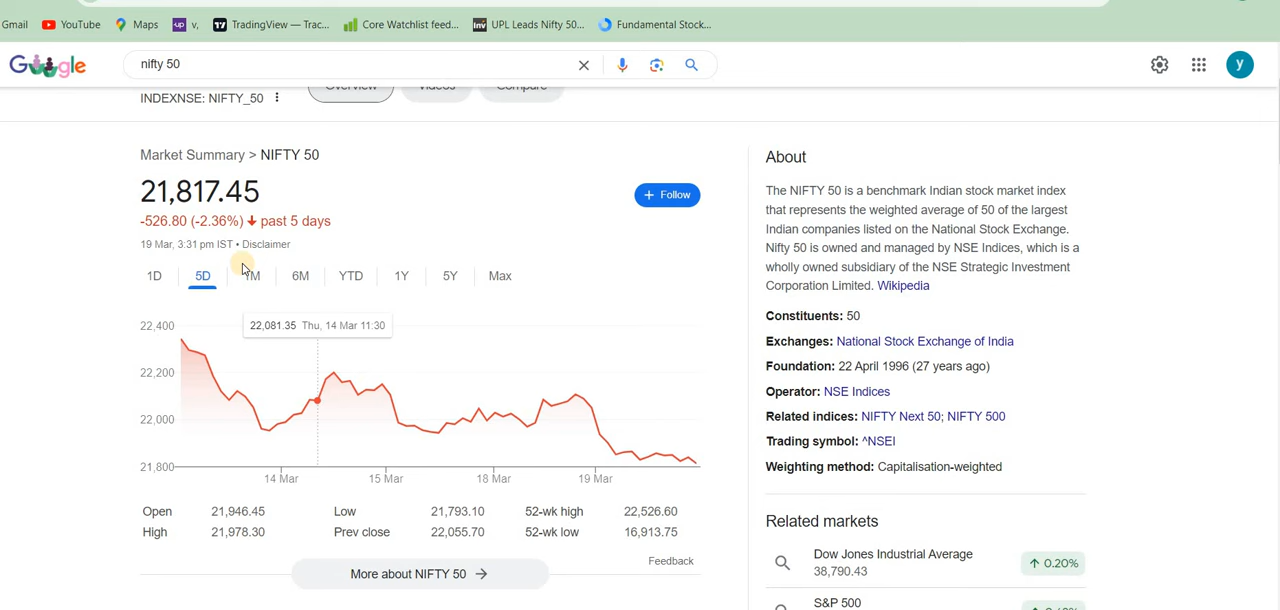 Gmail YouTube Maps up v, TradingView — Trac... Core Watchlist feed... Inv UPL Leads Nifty 50... Fundamental Stock...
Google nifty 50 y
INDEXNSE: NIFTY_50 Overview Videos Compare
Market Summary > NIFTY 50
21,817.45
+ Follow
-526.80 (-2.36%) ↓ past 5 days
19 Mar, 3:31 pm IST • Disclaimer
1D 5D 1M 6M YTD 1Y 5Y Max
22,081.35 Thu, 14 Mar 11:30
22,400
22,200
22,000
21,800
14 Mar 15 Mar 18 Mar 19 Mar
Open 21,946.45 Low 21,793.10 52-wk high 22,526.60
High 21,978.30 Prev close 22,055.70 52-wk low 16,913.75
Feedback
More about NIFTY 50 →
About
The NIFTY 50 is a benchmark Indian stock market index
that represents the weighted average of 50 of the largest
Indian companies listed on the National Stock Exchange.
Nifty 50 is owned and managed by NSE Indices, which is a
wholly owned subsidiary of the NSE Strategic Investment
Corporation Limited. Wikipedia
Constituents: 50
Exchanges: National Stock Exchange of India
Foundation: 22 April 1996 (27 years ago)
Operator: NSE Indices
Related indices: NIFTY Next 50; NIFTY 500
Trading symbol: ^NSEI
Weighting method: Capitalisation-weighted
Related markets
Dow Jones Industrial Average
38,790.43 ↑ 0.20%
S&P 500